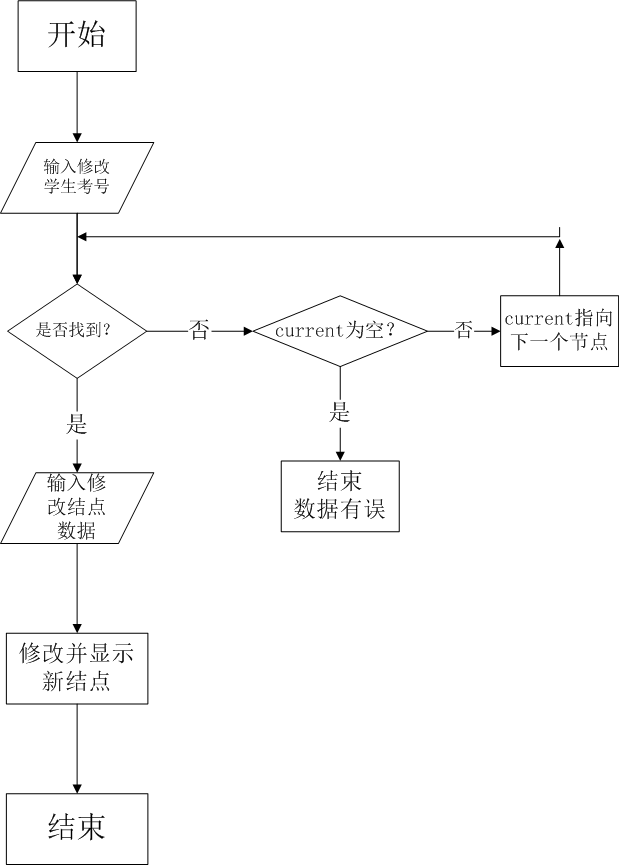 开始
输入修改
学生考号
是否找到？
否
current为空？
否
current指向
下一个节点
是
是
输入修
改结点
数据
结束
数据有误
修改并显示
新结点
结束